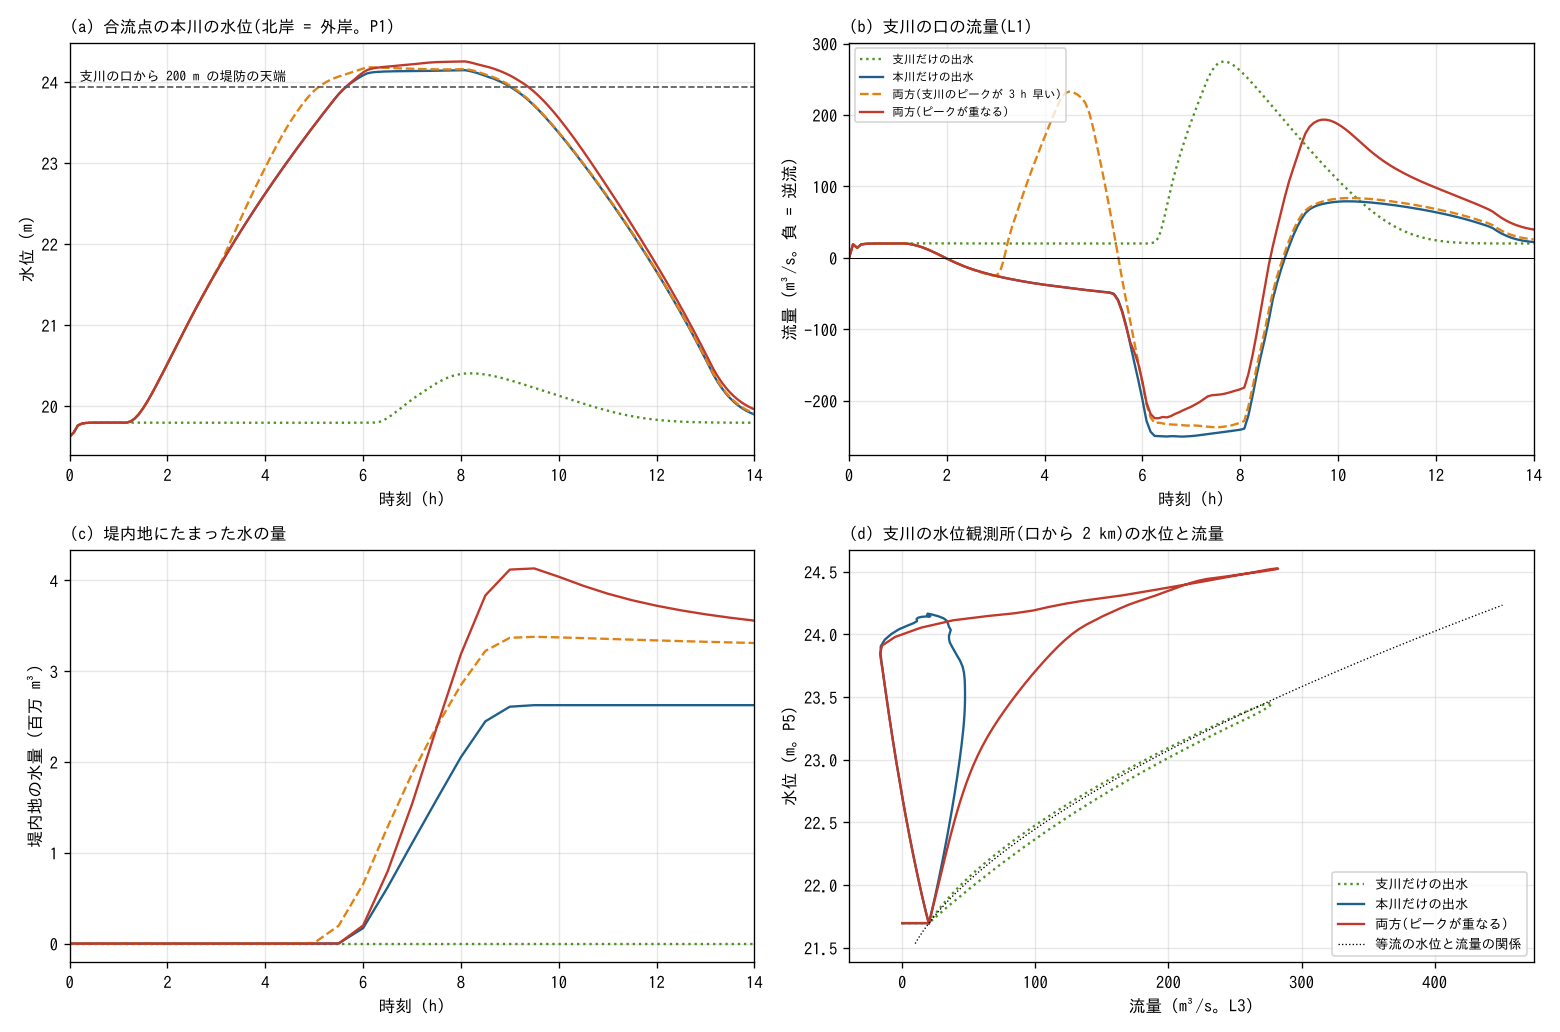 (a) 合流点の本川の水位(北岸 = 外岸。P1)
支川の口から 200 m の堤防の天端
水位 (m)
24
23
22
21
20
0 2 4 6 8 10 12 14
時刻 (h)
(b) 支川の口の流量(L1)
支川だけの出水
本川だけの出水
両方(支川のピークが 3 h 早い)
両方(ピークが重なる)
流量 (m³/s。負 = 逆流)
300
200
100
0
-100
-200
0 2 4 6 8 10 12 14
時刻 (h)
(c) 堤内地にたまった水の量
堤内地の水量 (百万 m³)
4
3
2
1
0
0 2 4 6 8 10 12 14
時刻 (h)
(d) 支川の水位観測所(口から 2 km)の水位と流量
水位 (m。P5)
24.5
24.0
23.5
23.0
22.5
22.0
21.5
支川だけの出水
本川だけの出水
両方(ピークが重なる)
等流の水位と流量の関係
0 100 200 300 400
流量 (m³/s。L3)